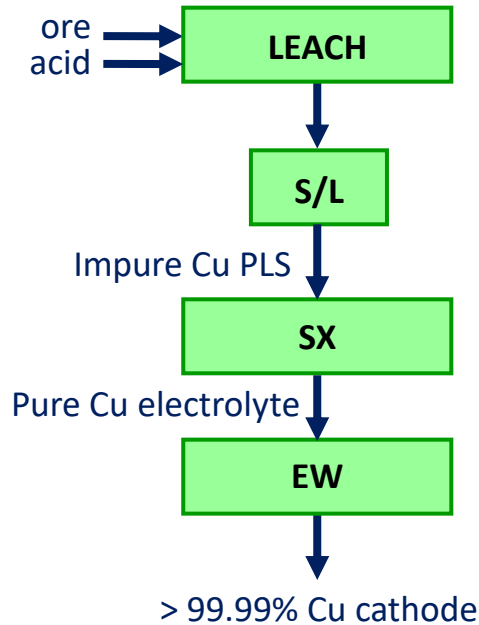 ore
acid
LEACH
S/L
Impure Cu PLS
SX
Pure Cu electrolyte
EW
> 99.99% Cu cathode